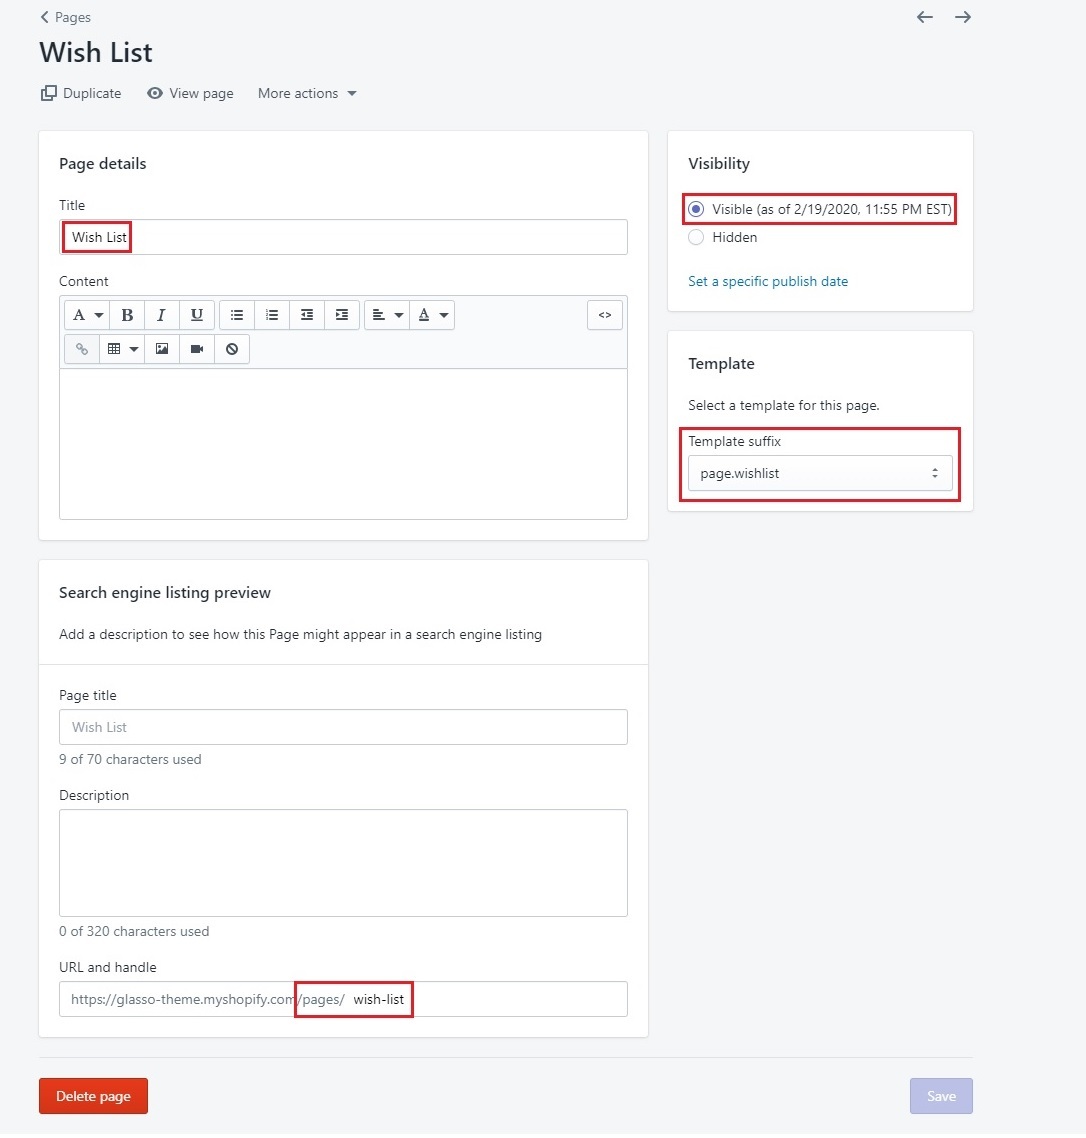 Pages
Wish List
Duplicate View page More actions
Page details
Title
Wish List
Content
A B I U A <>
Search engine listing preview
Add a description to see how this Page might appear in a search engine listing
Page title
Wish List
9 of 70 characters used
Description
0 of 320 characters used
URL and handle
https://glasso-theme.myshopify.com/pages/ wish-list
Visibility
Visible (as of 2/19/2020, 11:55 PM EST)
Hidden
Set a specific publish date
Template
Select a template for this page.
Template suffix
page.wishlist
Delete page Save